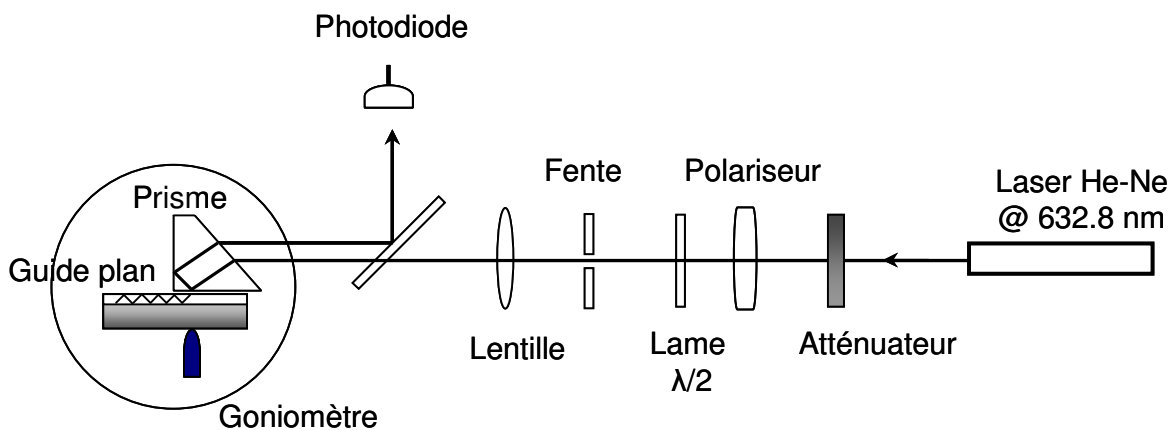 Photodiode
Fente
Polariseur
Laser He-Ne
@ 632.8 nm
Prisme
Guide plan
Lentille
Lame
λ/2
Atténuateur
Goniomètre